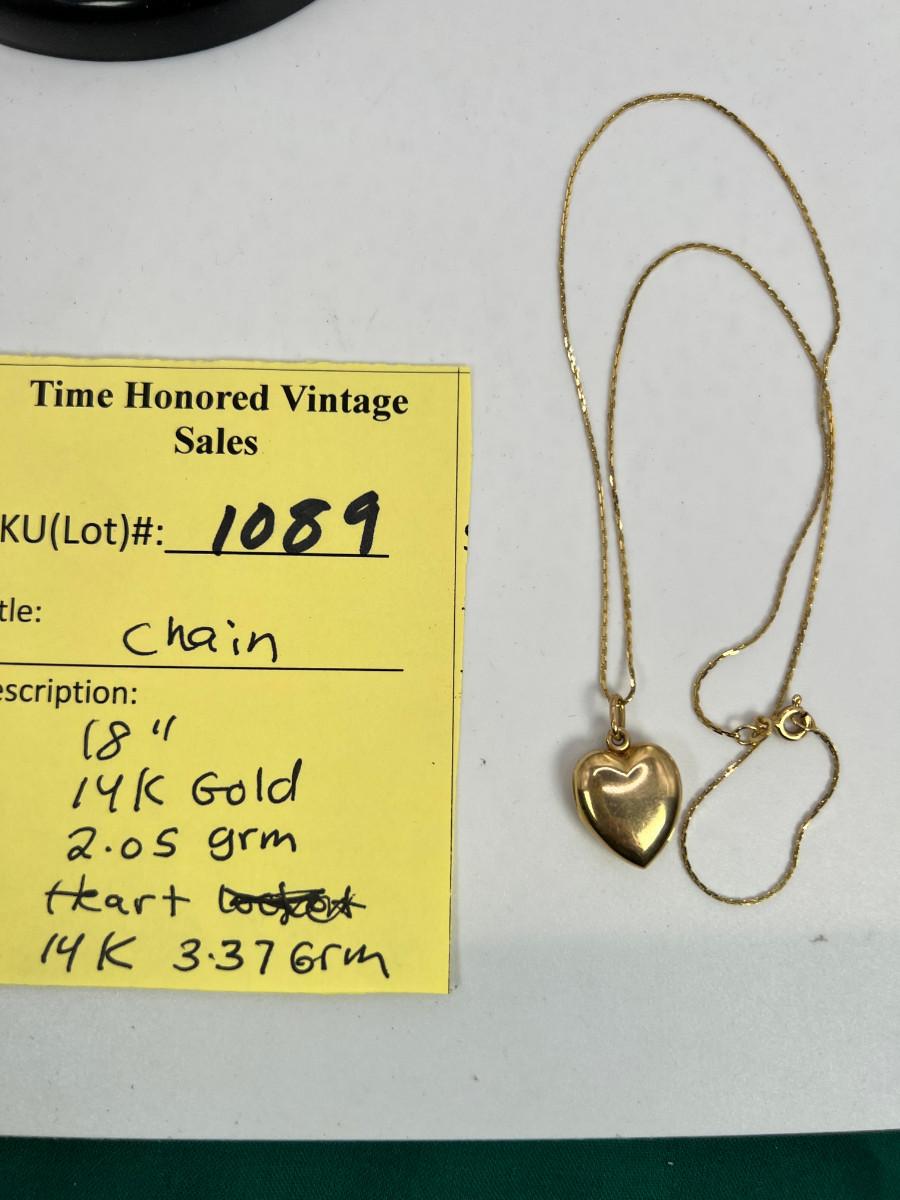 Time Honored Vintage
Sales
KU(Lot)#: 1089
tle:
Chain
escription:
18"
14K Gold
2.05 grm
Heart
14K 3.37 Grm